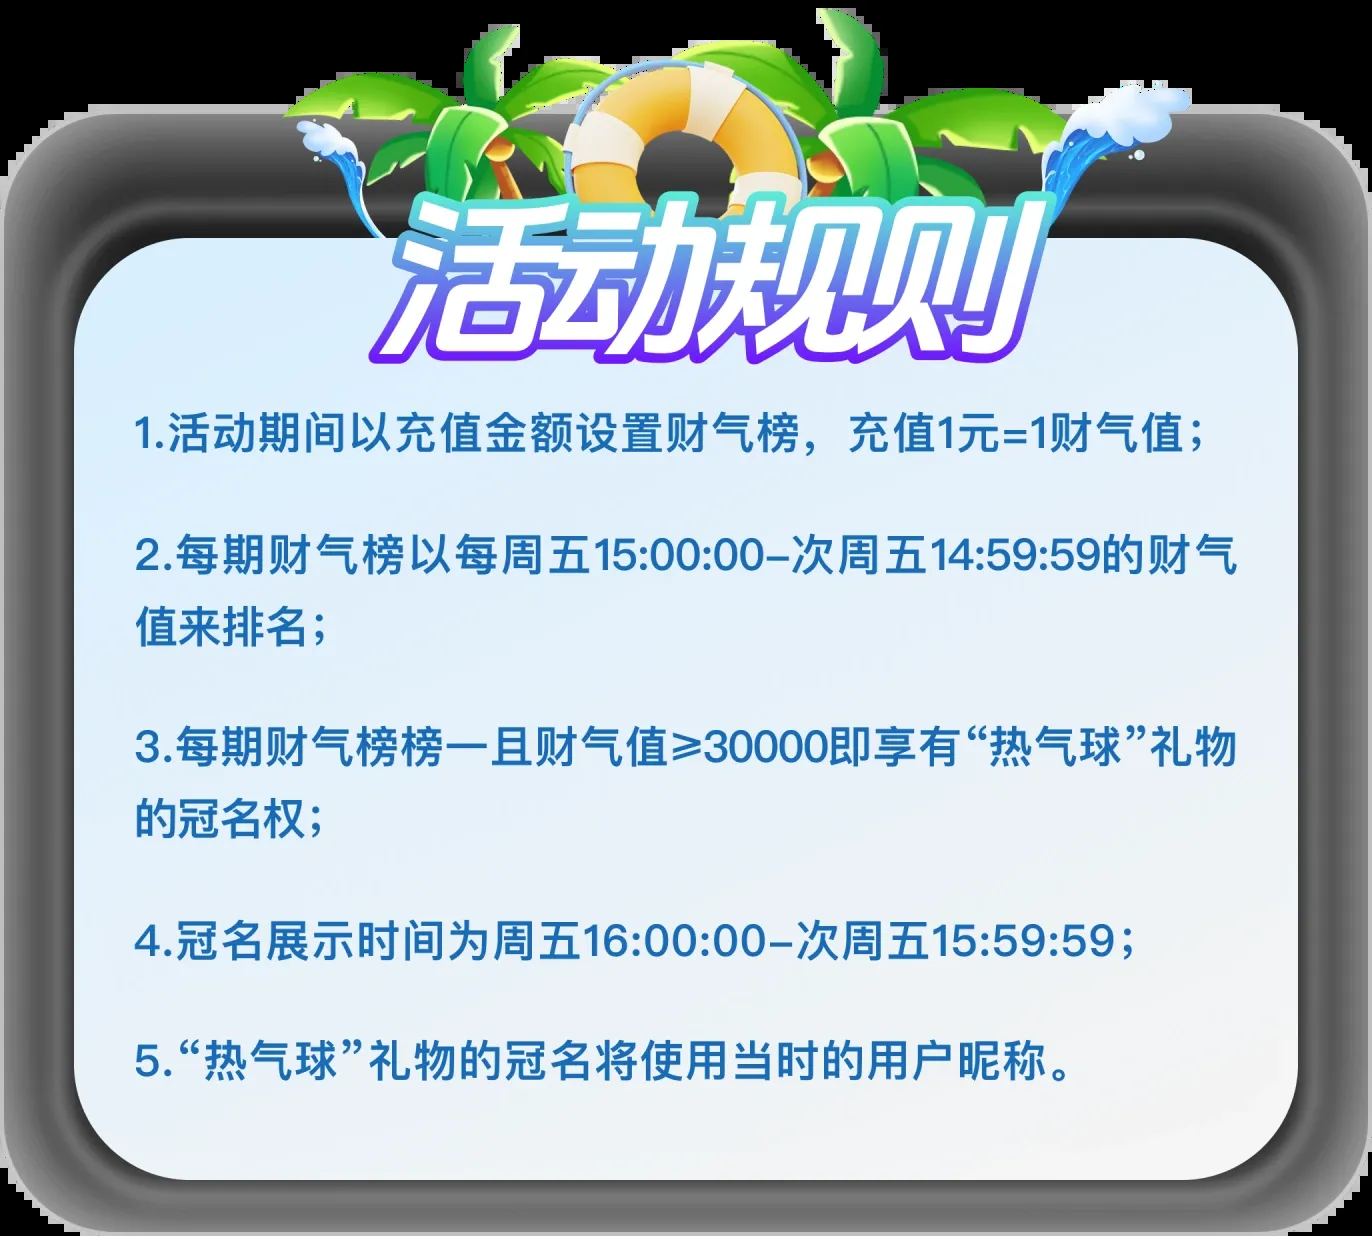 活动规则
1.活动期间以充值金额设置财气榜，充值1元=1财气值；
2.每期财气榜以每周五15:00:00-次周五14:59:59的财气
值来排名；
3.每期财气榜榜一且财气值≥30000即享有“热气球”礼物
的冠名权；
4.冠名展示时间为周五16:00:00-次周五15:59:59；
5.“热气球”礼物的冠名将使用当时的用户昵称。